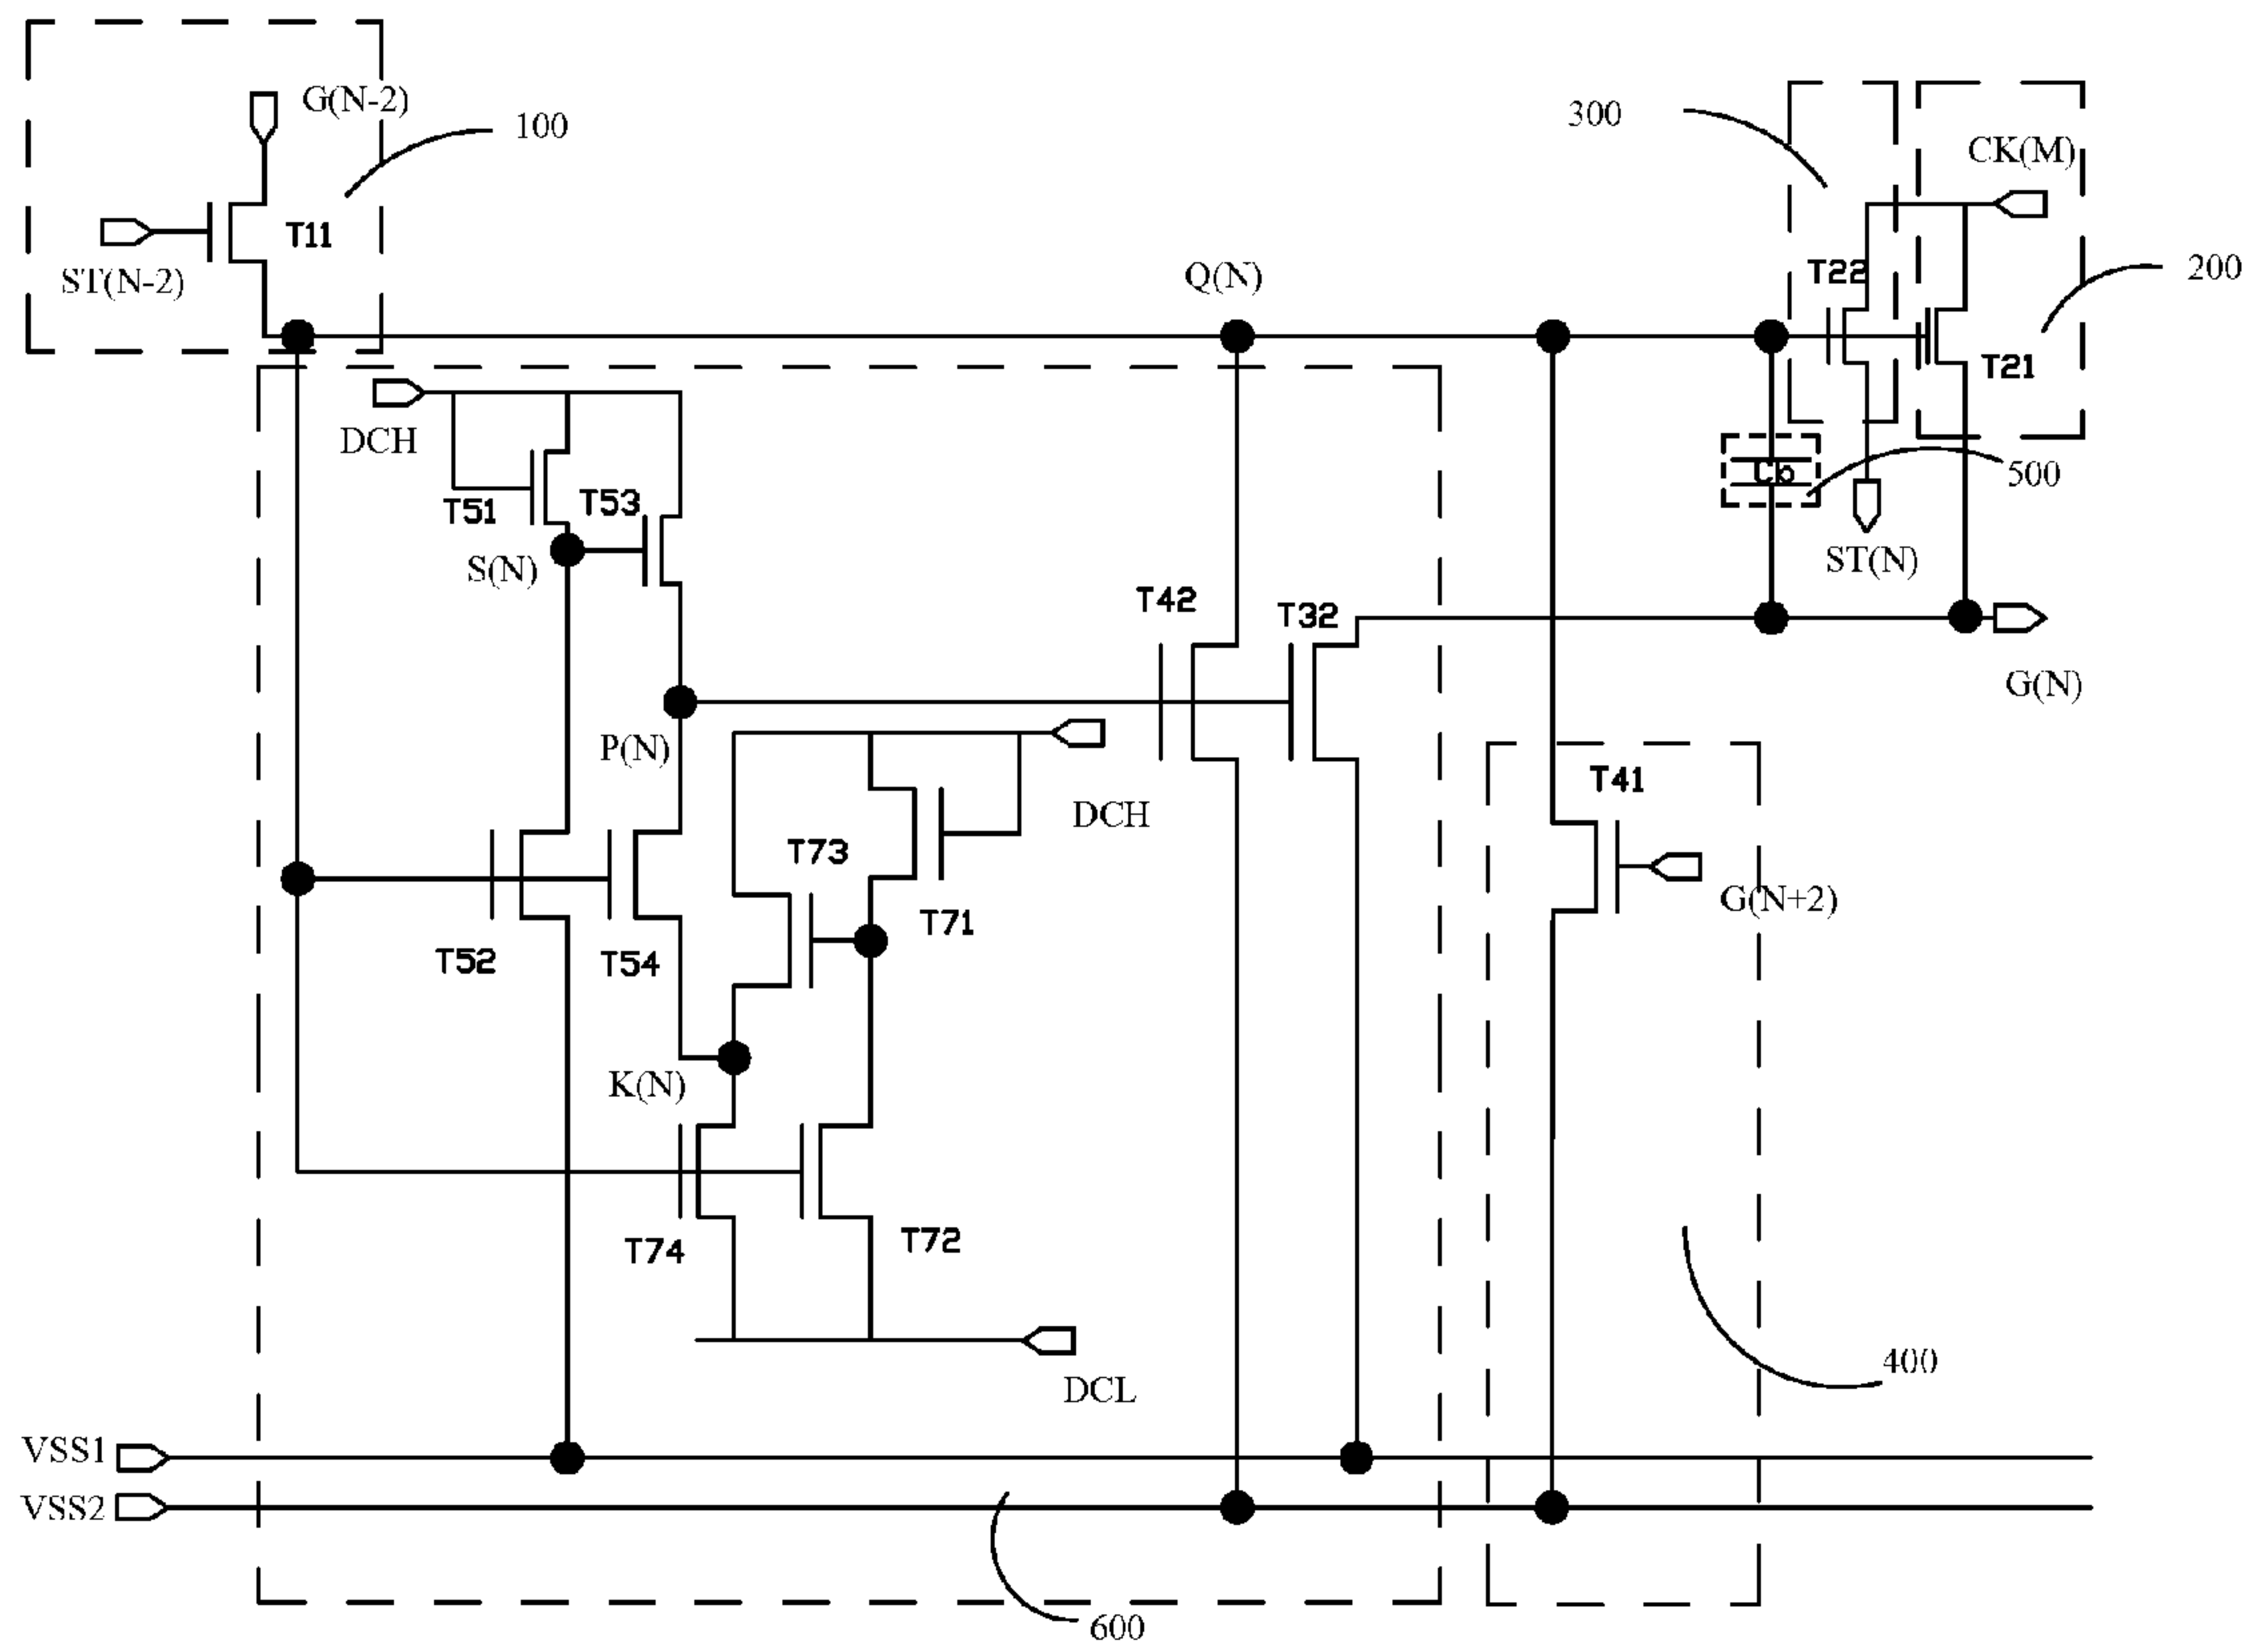 G(N-2)
100
300
CK(M)
T11
ST(N-2)
Q(N)
T22
200
T21
DCH
T51
T53
Cb
500
S(N)
ST(N)
T42
T32
G(N)
P(N)
T41
DCH
T73
G(N+2)
T71
T52
T54
K(N)
T74
T72
400
DCL
VSS1
VSS2
600